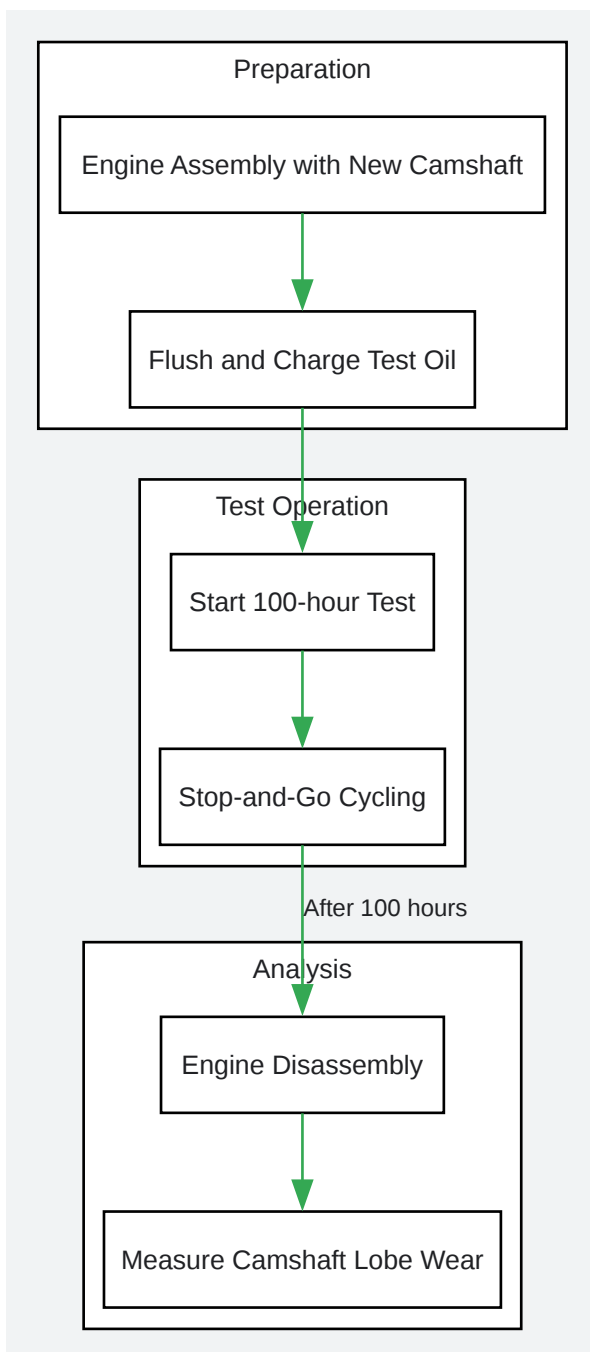 Preparation
Engine Assembly with New Camshaft
Flush and Charge Test Oil
Test Operation
Start 100-hour Test
Stop-and-Go Cycling
After 100 hours
Analysis
Engine Disassembly
Measure Camshaft Lobe Wear